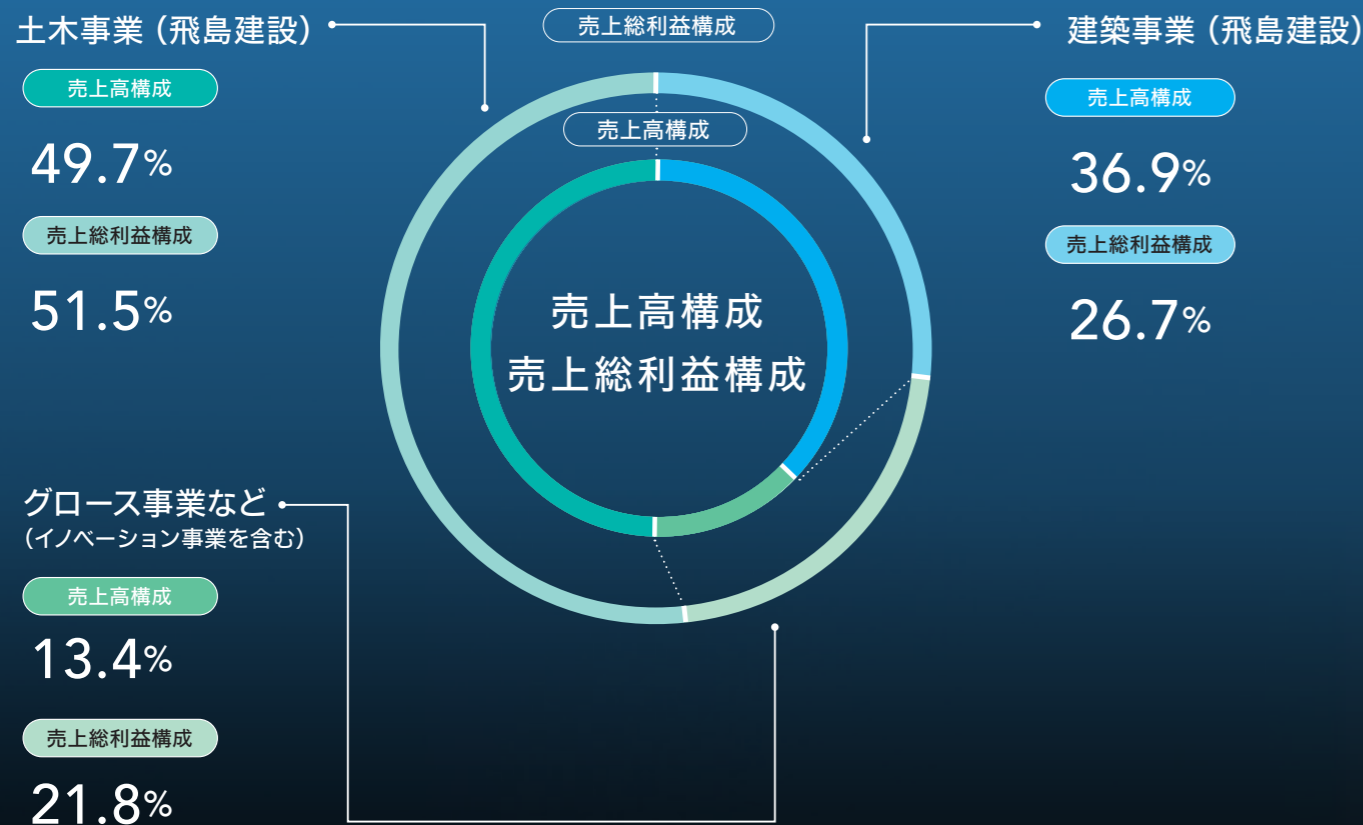 土木事業（飛島建設）
売上高構成
49.7%
売上総利益構成
51.5%
売上総利益構成
売上高構成
売上高構成
売上総利益構成
建築事業（飛島建設）
売上高構成
36.9%
売上総利益構成
26.7%
グロース事業など
（イノベーション事業を含む）
売上高構成
13.4%
売上総利益構成
21.8%